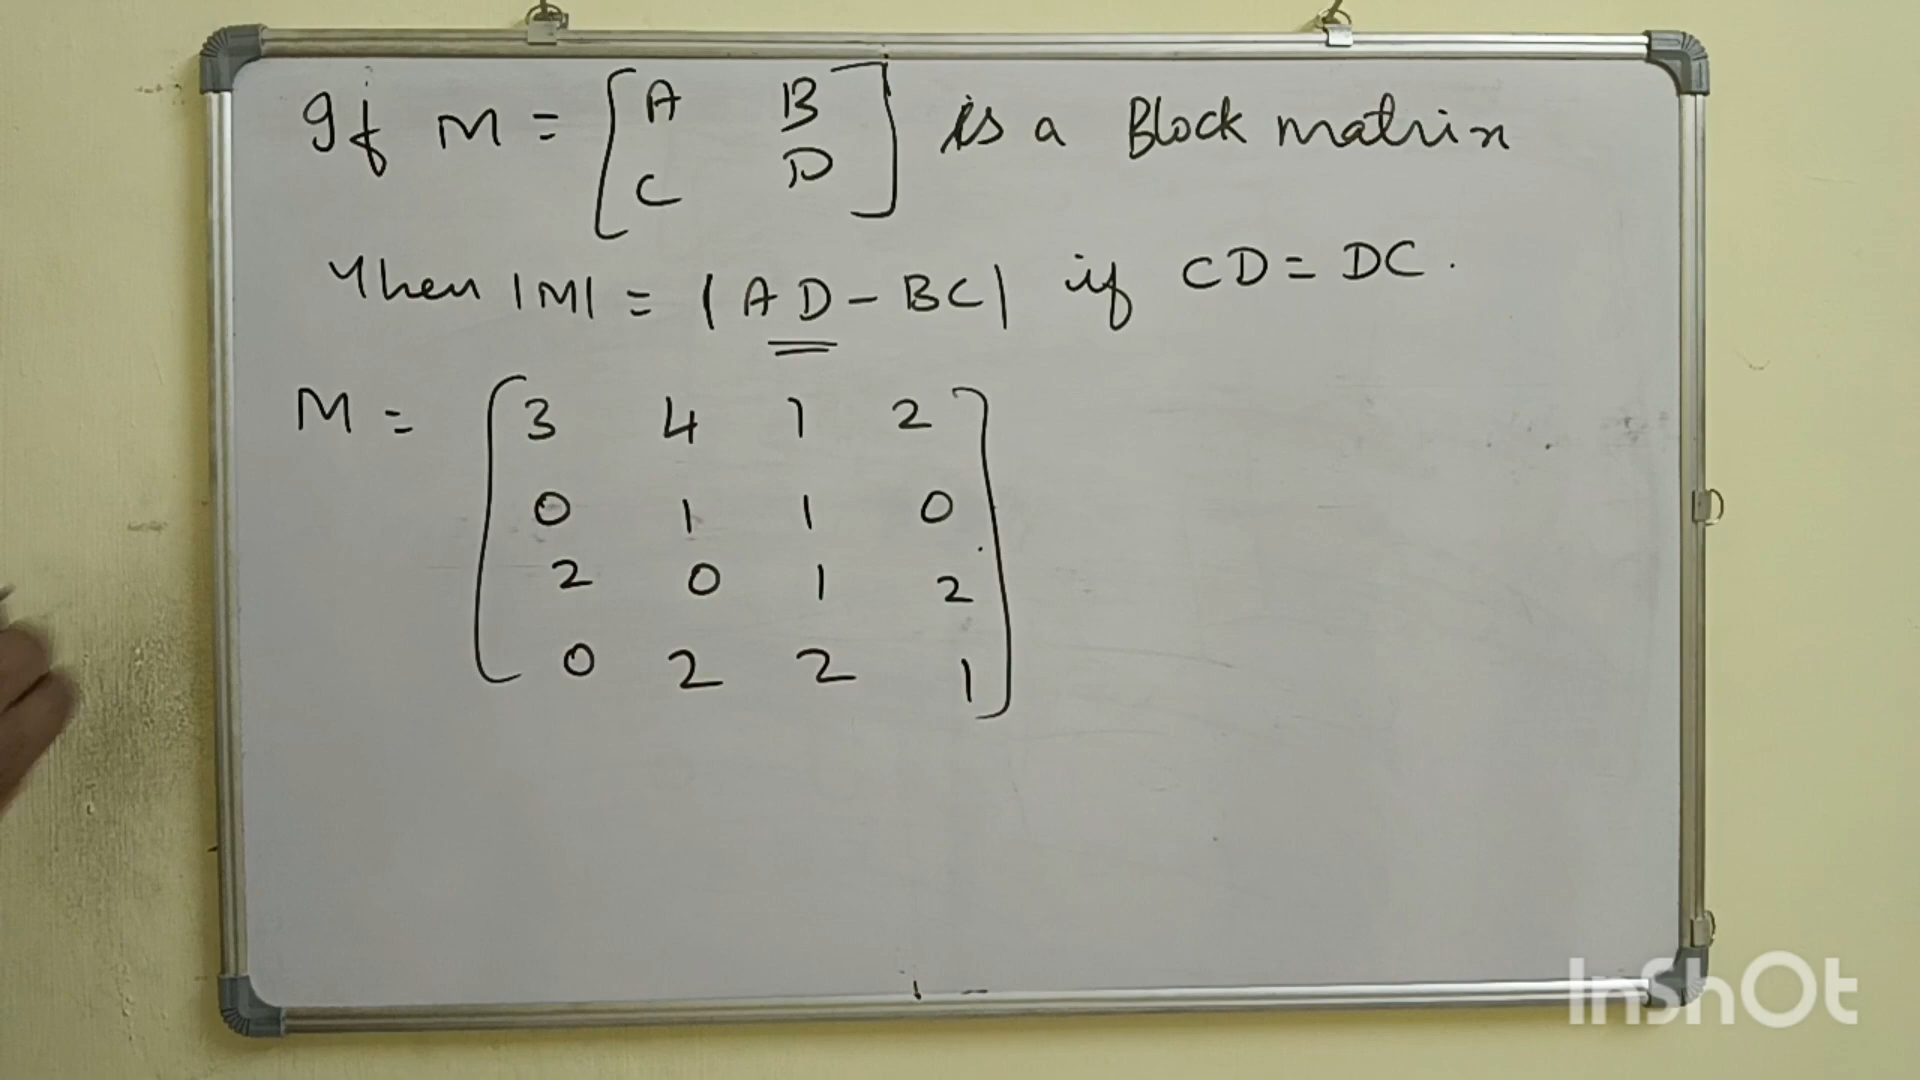 If M = [A B
C D] is a Block matrix
Then |M| = |AD - BC| if CD = DC.
M = [3 4 1 2
0 1 1 0
2 0 1 2
0 2 2 1]
InShOt